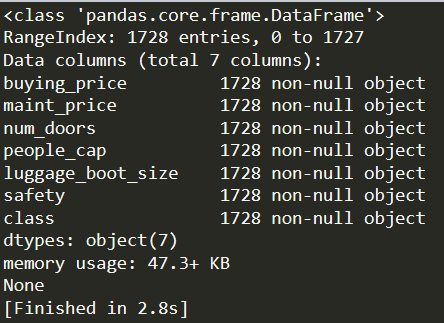 <class 'pandas.core.frame.DataFrame'>
RangeIndex: 1728 entries, 0 to 1727
Data columns (total 7 columns):
buying_price         1728 non-null object
maint_price          1728 non-null object
num_doors            1728 non-null object
people_cap           1728 non-null object
luggage_boot_size    1728 non-null object
safety               1728 non-null object
class                1728 non-null object
dtypes: object(7)
memory usage: 47.3+ KB
None
[Finished in 2.8s]